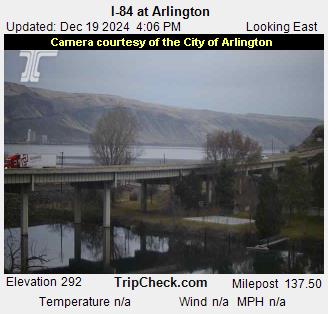 I-84 at Arlington
Updated: Dec 19 2024 4:06 PM Looking East
Camera courtesy of the City of Arlington
Elevation 292 TripCheck.com Milepost 137.50
Temperature n/a Wind n/a MPH n/a